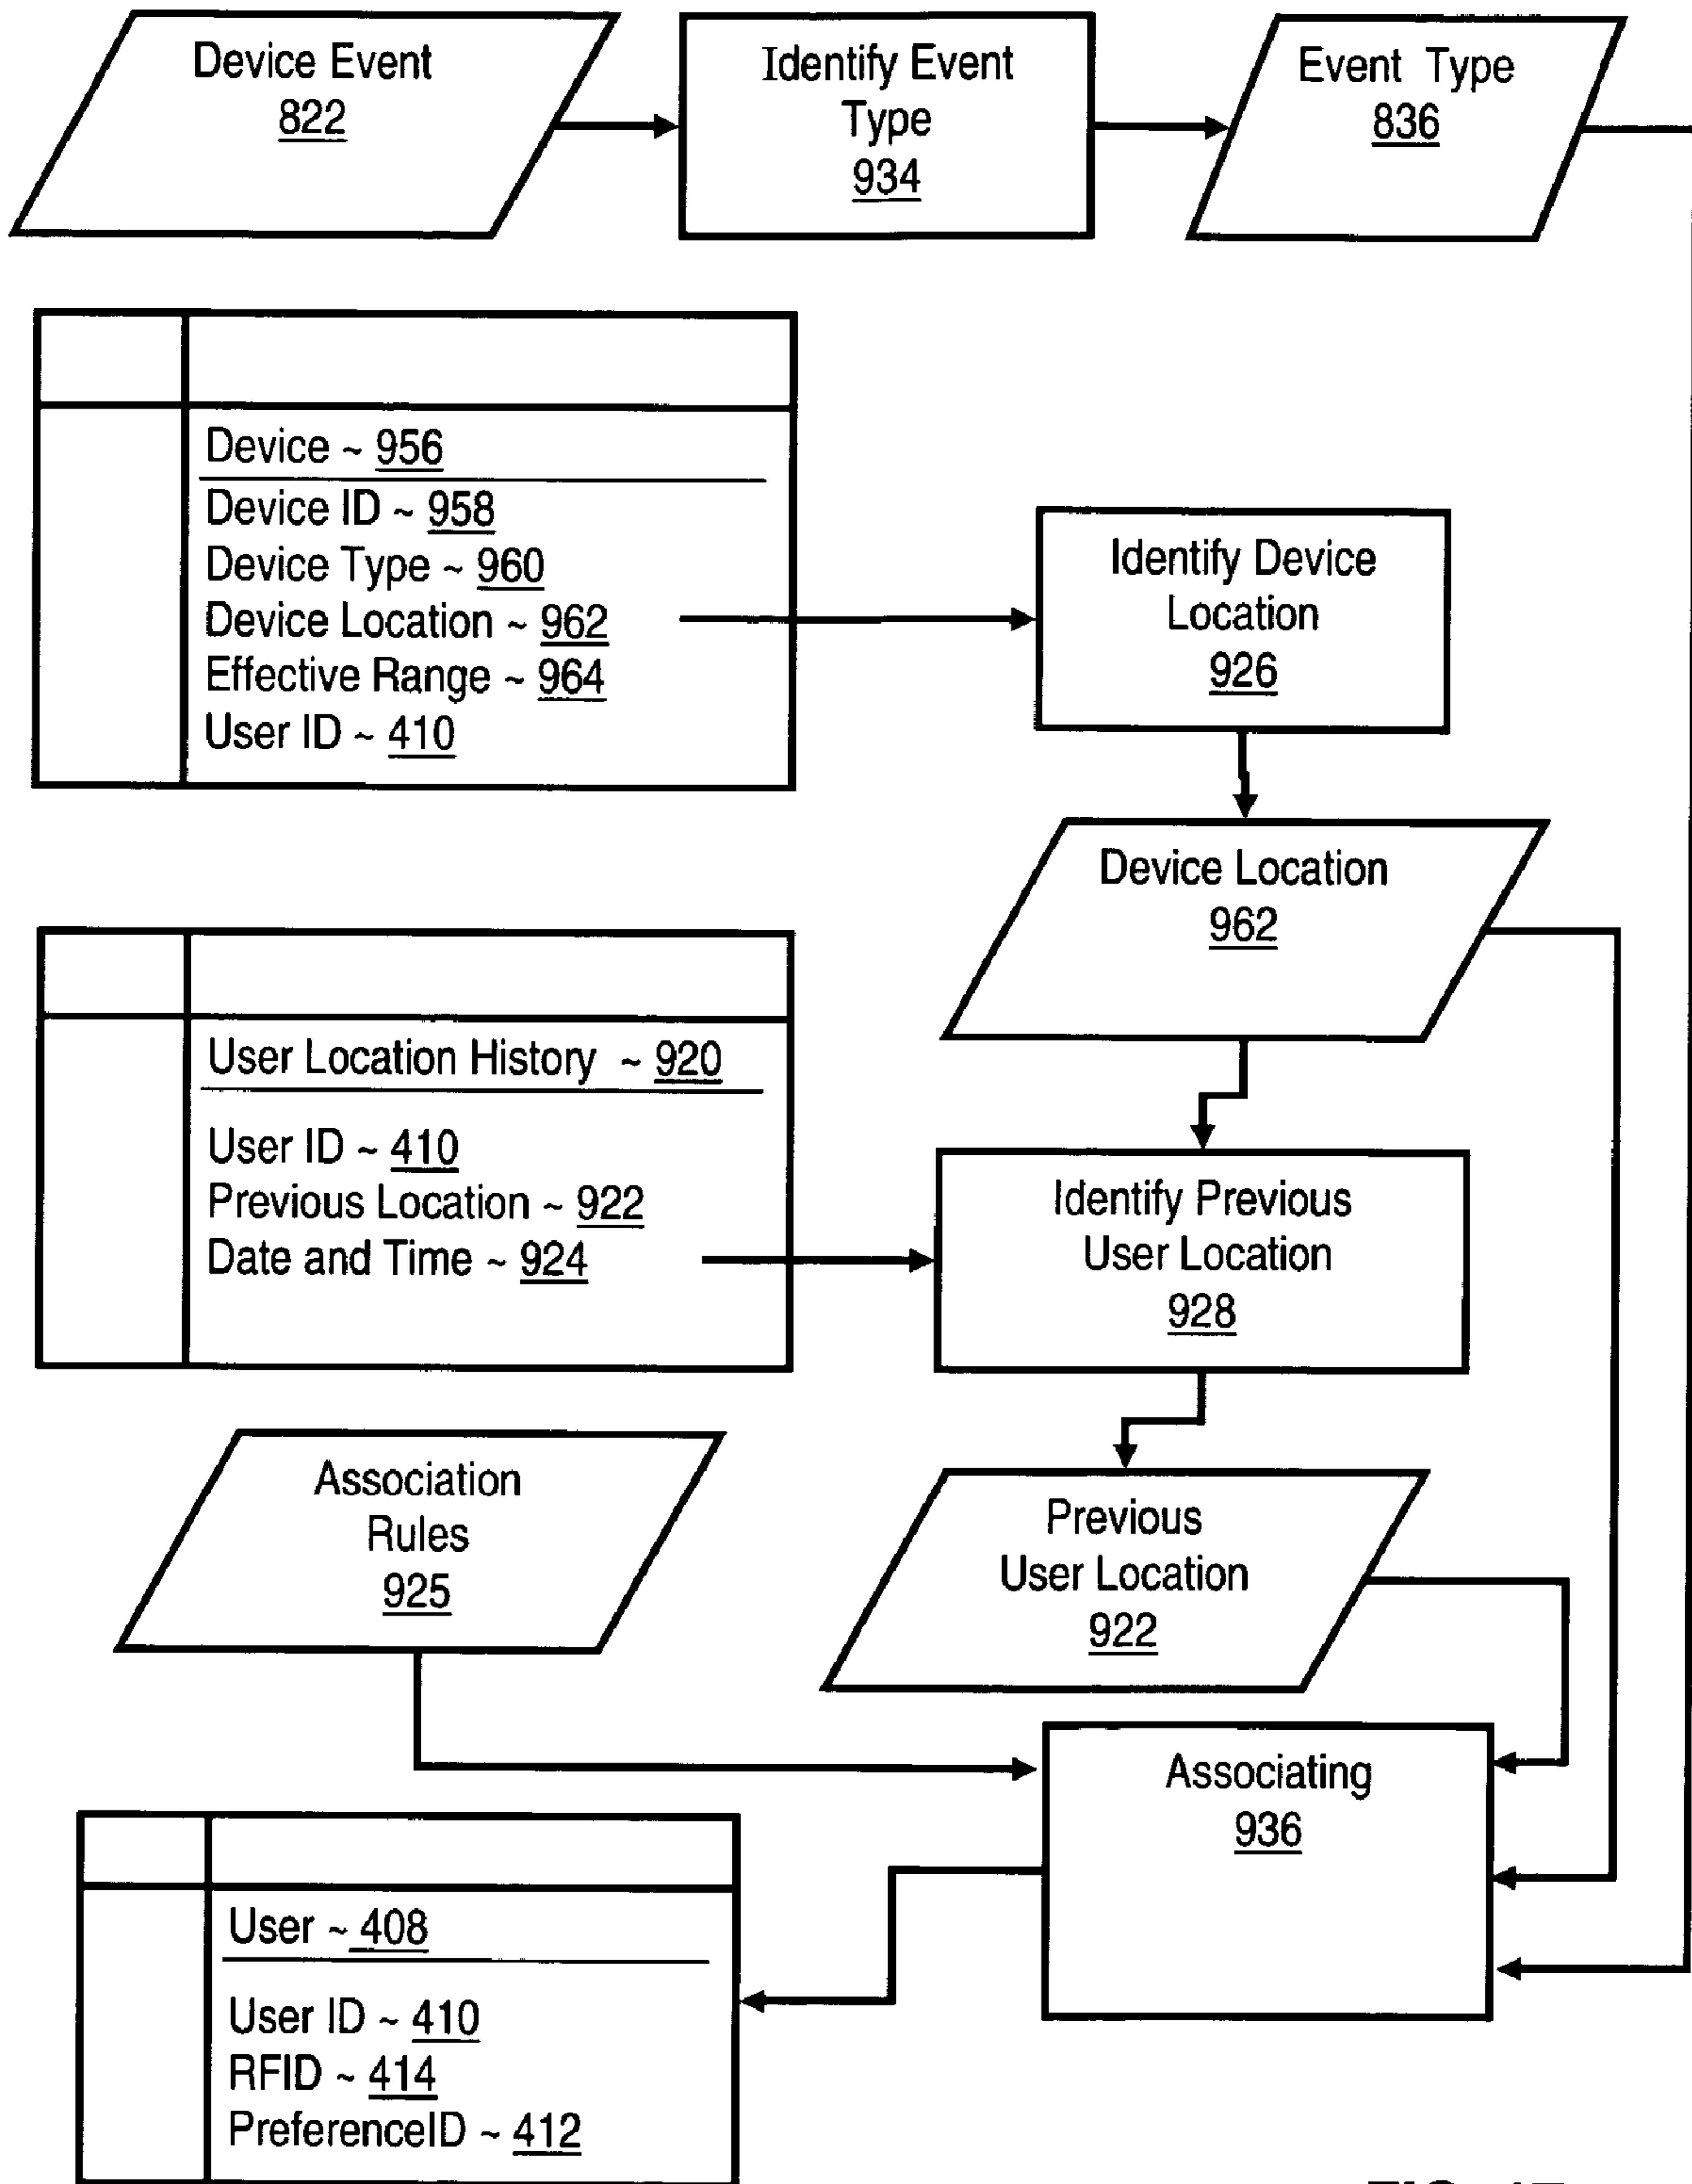 Device Event
822
Identify Event
Type
934
Event Type
836
Device ~ 956
Device ID ~ 958
Device Type ~ 960
Device Location ~ 962
Effective Range ~ 964
User ID ~ 410
Identify Device
Location
926
Device Location
962
User Location History ~ 920
User ID ~ 410
Previous Location ~ 922
Date and Time ~ 924
Identify Previous
User Location
928
Association
Rules
925
Previous
User Location
922
Associating
936
User ~ 408
User ID ~ 410
RFID ~ 414
PreferenceID ~ 412